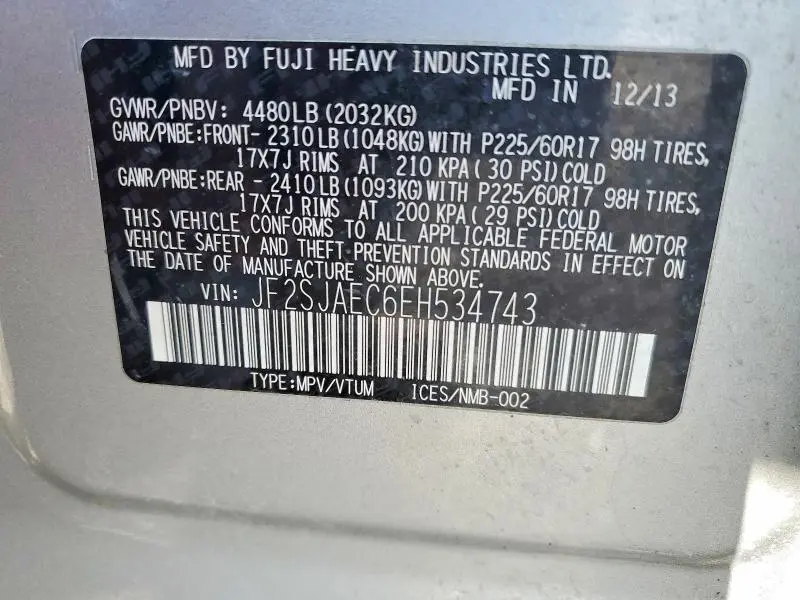 MFD BY FUJI HEAVY INDUSTRIES LTD.
MFD IN 12/13
GVWR/PNBV: 4480LB (2032KG)
GAWR/PNBE:FRONT- 2310LB(1048KG)WITH P225/60R17 98H TIRES,
17X7J RIMS AT 210 KPA( 30 PSI)COLD
GAWR/PNBE:REAR - 2410LB(1093KG)WITH P225/60R17 98H TIRES,
17X7J RIMS AT 200 KPA( 29 PSI)COLD
THIS VEHICLE CONFORMS TO ALL APPLICABLE FEDERAL MOTOR
VEHICLE SAFETY AND THEFT PREVENTION STANDARDS IN EFFECT ON
THE DATE OF MANUFACTURE SHOWN ABOVE.
VIN: JF2SJAEC6EH534743
TYPE:MPV/VTUM ICES/NMB-002